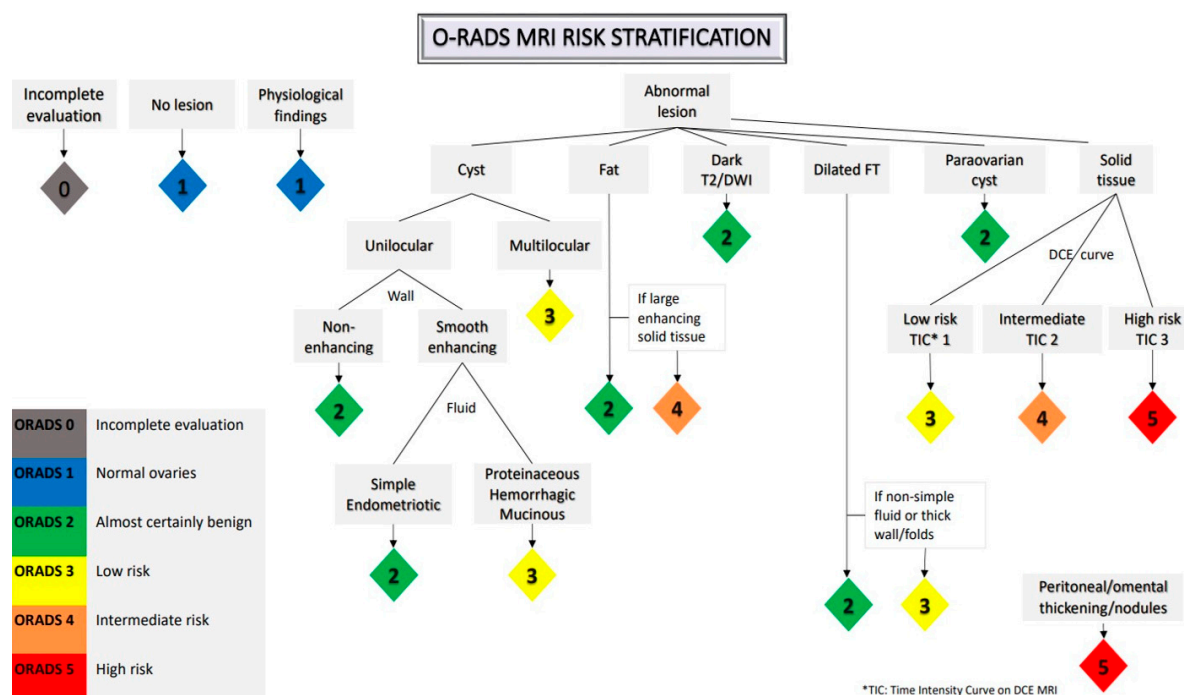 O-RADS MRI RISK STRATIFICATION
Incomplete
evaluation
0
No lesion
1
Physiological
findings
1
Abnormal
lesion
Cyst
Fat
Dark
T2/DWI
2
Dilated FT
Paraovarian
cyst
2
Solid
tissue
Unilocular
Multilocular
3
Wall
Non-
enhancing
2
Smooth
enhancing
Fluid
Simple
Endometriotic
2
Proteinaceous
Hemorrhagic
Mucinous
3
If large
enhancing
solid tissue
2
4
If non-simple
fluid or thick
wall/folds
2
3
DCE curve
Low risk
TIC* 1
3
Intermediate
TIC 2
4
High risk
TIC 3
5
Peritoneal/omental
thickening/nodules
5
ORADS 0 Incomplete evaluation
ORADS 1 Normal ovaries
ORADS 2 Almost certainly benign
ORADS 3 Low risk
ORADS 4 Intermediate risk
ORADS 5 High risk
*TIC: Time Intensity Curve on DCE MRI